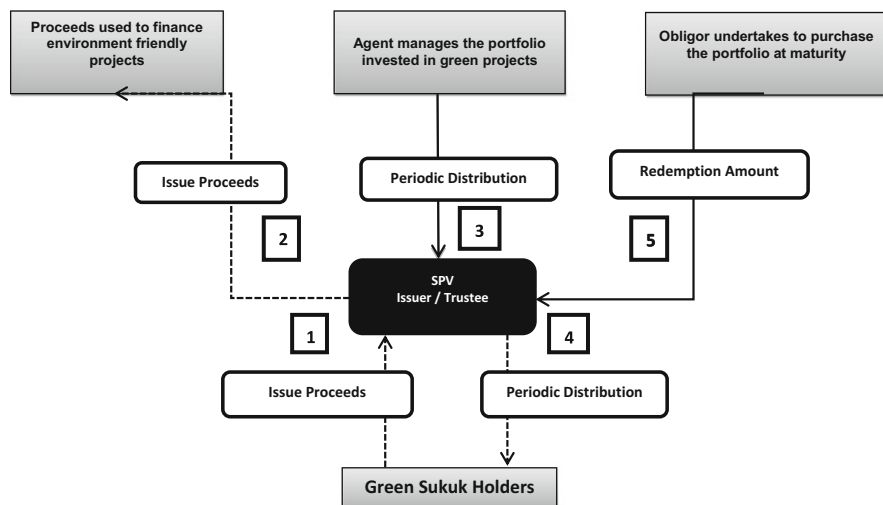 Proceeds used to finance
environment friendly
projects
Agent manages the portfolio
invested in green projects
Obligor undertakes to purchase
the portfolio at maturity
Issue Proceeds
Periodic Distribution
Redemption Amount
2
3
5
SPV
Issuer / Trustee
1
4
Issue Proceeds
Periodic Distribution
Green Sukuk Holders